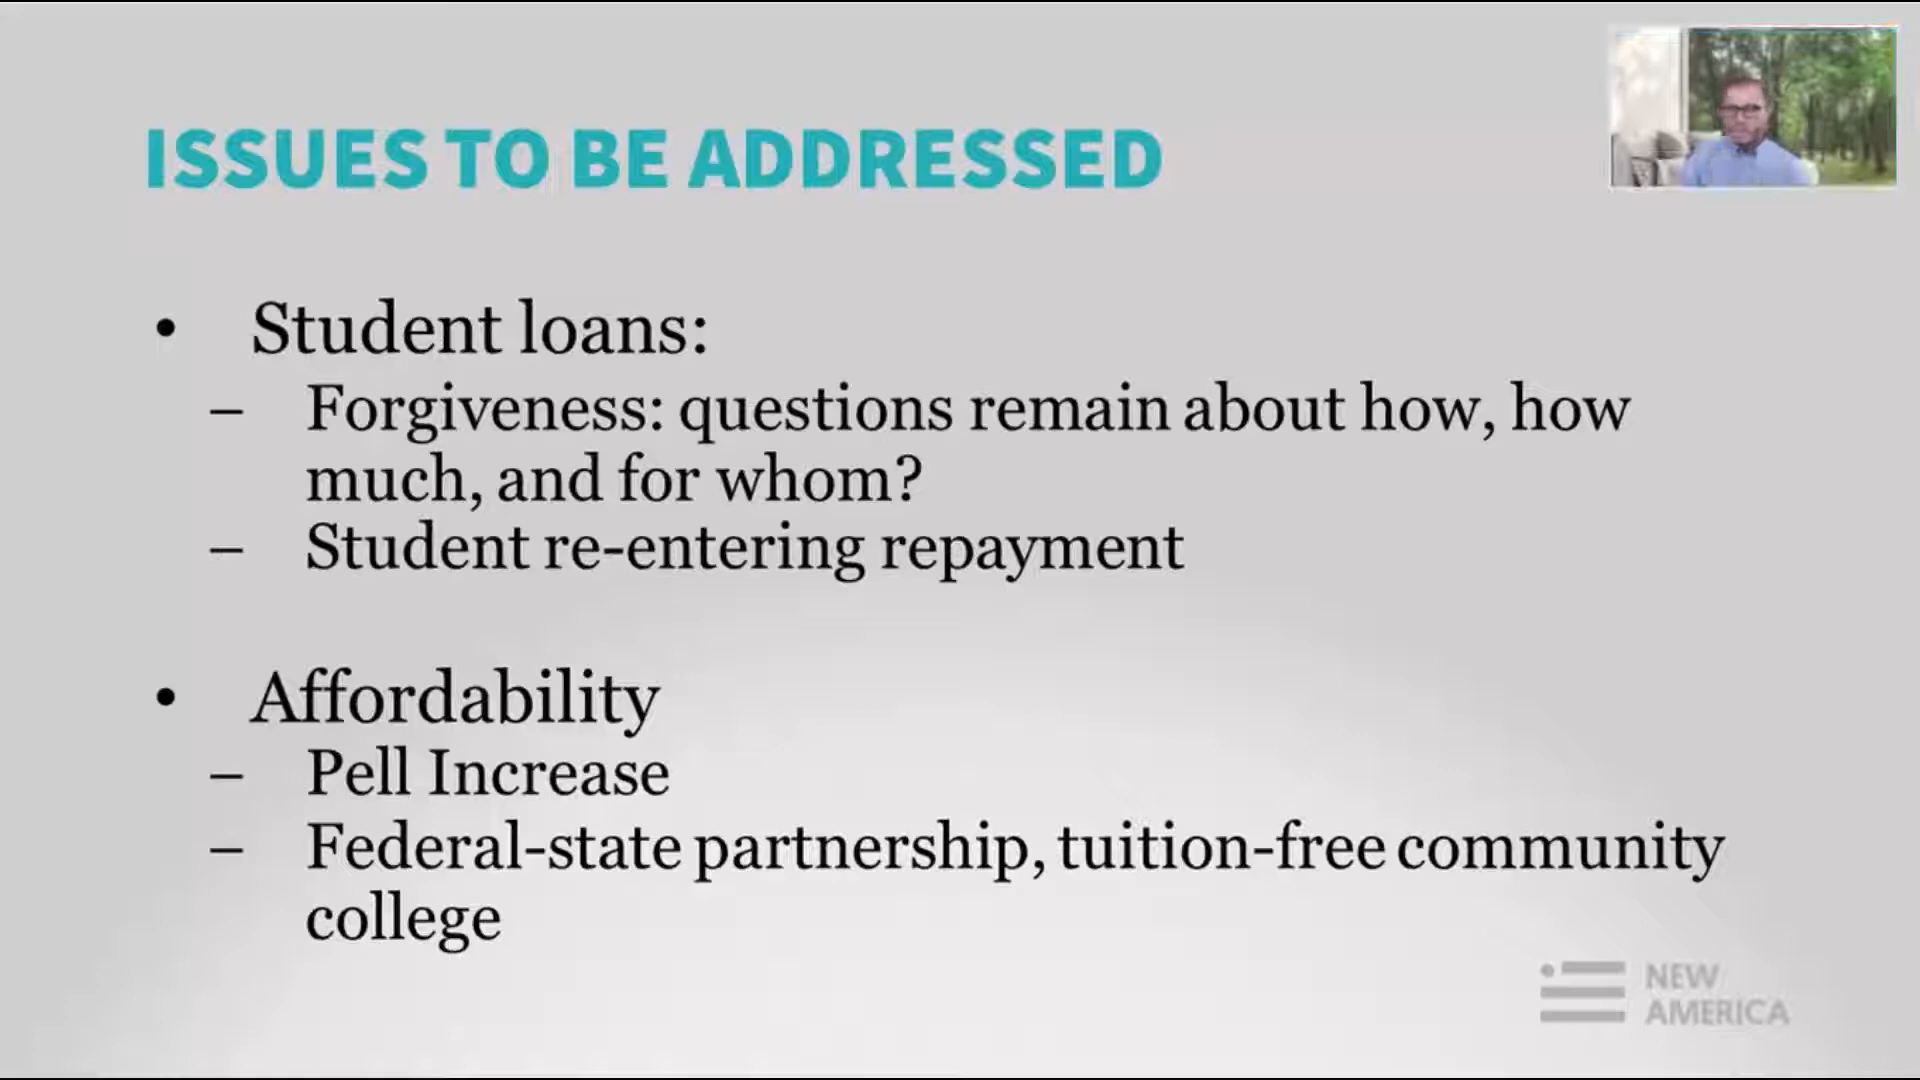 ISSUES TO BE ADDRESSED
• Student loans:
– Forgiveness: questions remain about how, how
much, and for whom?
– Student re-entering repayment
• Affordability
– Pell Increase
– Federal-state partnership, tuition-free community
college
NEW
AMERICA